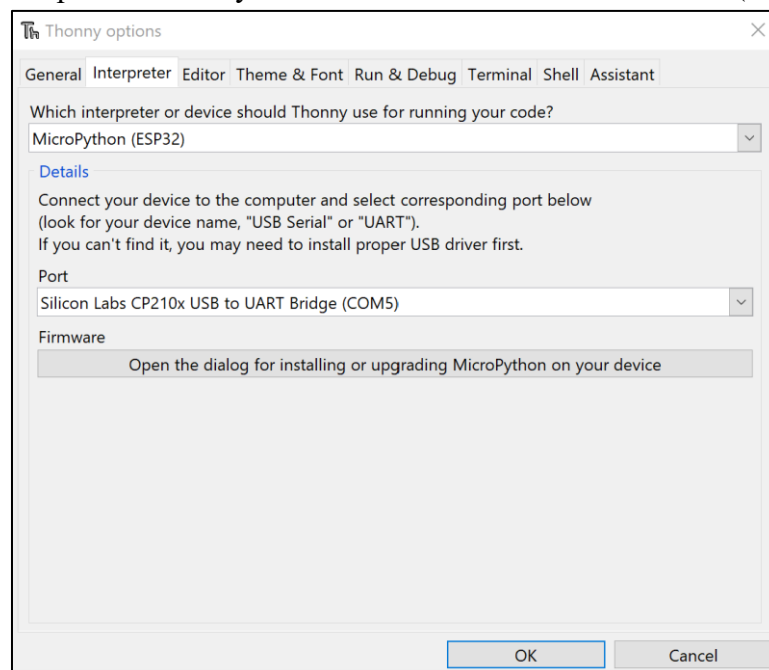 Thonny options
General Interpreter Editor Theme & Font Run & Debug Terminal Shell Assistant
Which interpreter or device should Thonny use for running your code?
MicroPython (ESP32)
Details
Connect your device to the computer and select corresponding port below
(look for your device name, "USB Serial" or "UART").
If you can't find it, you may need to install proper USB driver first.
Port
Silicon Labs CP210x USB to UART Bridge (COM5)
Firmware
Open the dialog for installing or upgrading MicroPython on your device
OK Cancel